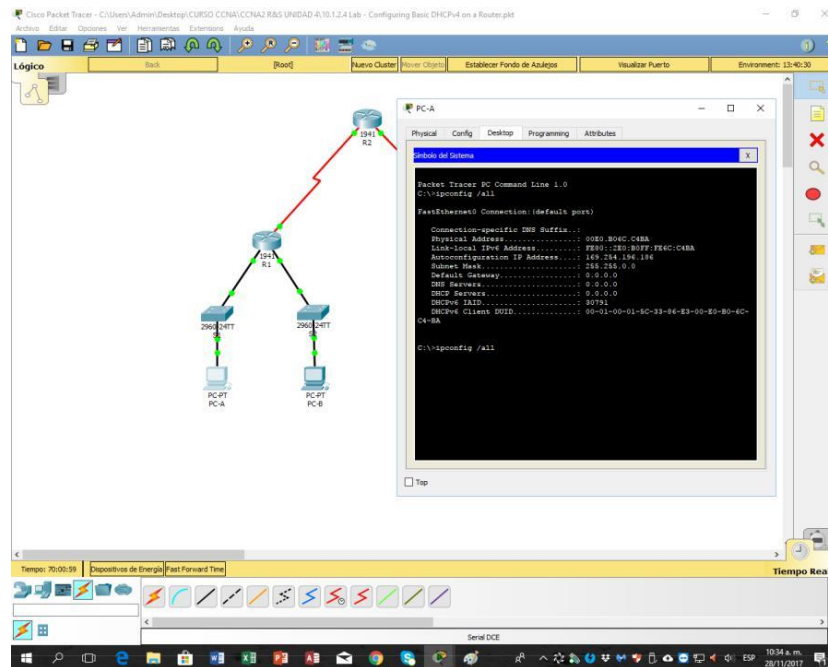 Cisco Packet Tracer - C:\Users\Admin\Desktop\CURSO CCNA\CCNA2 R&S UNIDAD 4\10.1.2.4 Lab - Configuring Basic DHCPv4 on a Router.pkt
Archivo Editar Opciones Ver Herramientas Extensions Ayuda
Lógico Back [Root] Nuevo Cluster Mover Objeto Establecer Fondo de Azulejos Visualizar Puerto Environment: 13:40:30
1941
R2
1941
R1
2960-24TT
2960-24TT
PC-PT
PC-A
PC-PT
PC-B
PC-A
Physical Config Desktop Programming Attributes
Símbolo del Sistema X
Packet Tracer PC Command Line 1.0
C:\>ipconfig /all
FastEthernet0 Connection:(default port)
Connection-specific DNS Suffix..:
Physical Address................: 00E0.B06C.C4BA
Link-local IPv6 Address.........: FE80::2E0:B0FF:FE6C:C4BA
Autoconfiguration IP Address....: 169.254.196.186
Subnet Mask.....................: 255.255.0.0
Default Gateway.................: 0.0.0.0
DNS Servers.....................: 0.0.0.0
DHCP Servers....................: 0.0.0.0
DHCPv6 IAID.....................: 30791
DHCPv6 Client DUID..............: 00-01-00-01-5C-33-86-E3-00-E0-B0-6C-
C4-BA
C:\>ipconfig /all
Top
Tiempo: 70:00:59 Dispositivos de Energía Fast Forward Time Tiempo Rea
Serial DCE
ESP
10:34 a. m.
28/11/2017